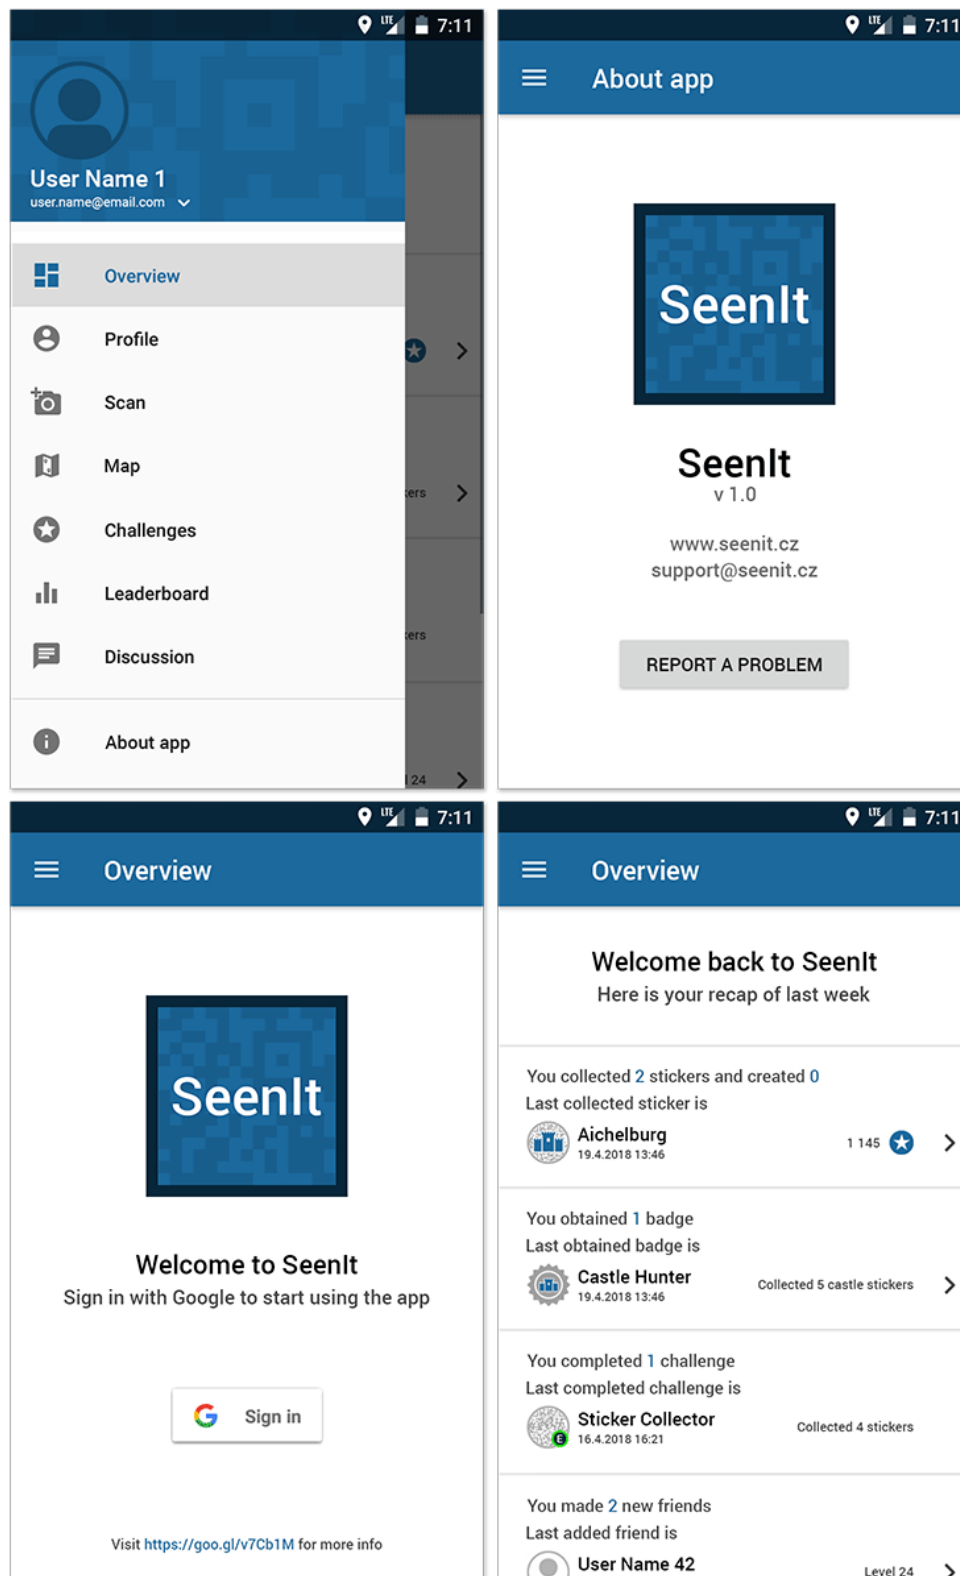 LTE 7:11
User Name 1
user.name@email.com
Overview
Profile
Scan
Map
Challenges
Leaderboard
Discussion
About app
kers
kers
l 24
LTE 7:11
About app
SeenIt
SeenIt
v 1.0
www.seenit.cz
support@seenit.cz
REPORT A PROBLEM
LTE 7:11
Overview
SeenIt
Welcome to SeenIt
Sign in with Google to start using the app
G Sign in
Visit https://goo.gl/v7Cb1M for more info
LTE 7:11
Overview
Welcome back to SeenIt
Here is your recap of last week
You collected 2 stickers and created 0
Last collected sticker is
Aichelburg
19.4.2018 13:46
1 145
You obtained 1 badge
Last obtained badge is
Castle Hunter
19.4.2018 13:46
Collected 5 castle stickers
You completed 1 challenge
Last completed challenge is
E
Sticker Collector
16.4.2018 16:21
Collected 4 stickers
You made 2 new friends
Last added friend is
User Name 42
Level 24